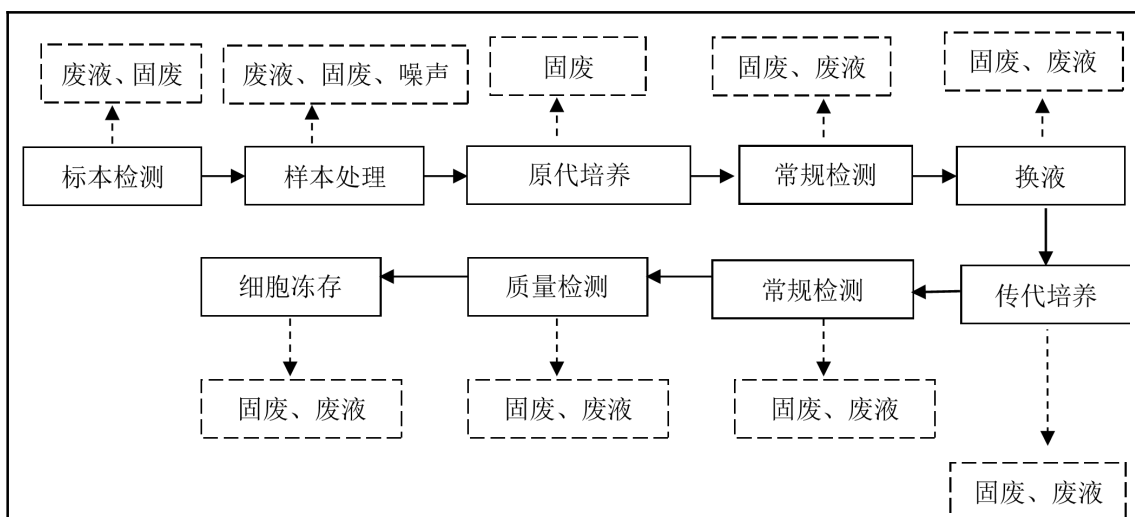 废液、固废
废液、固废、噪声
固废
固废、废液
固废、废液
标本检测
样本处理
原代培养
常规检测
换液
细胞冻存
质量检测
常规检测
传代培养
固废、废液
固废、废液
固废、废液
固废、废液